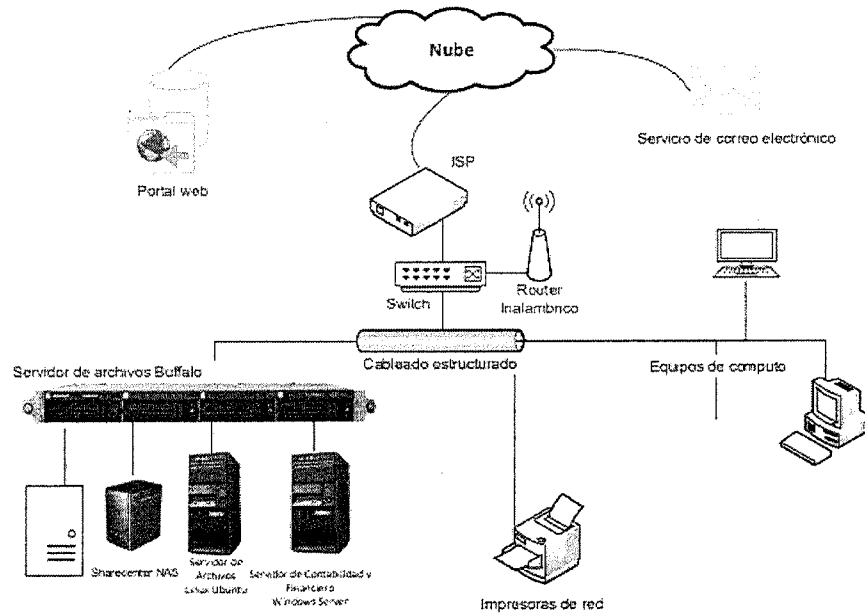 Nube
Servicio de correo electrónico
Portal web
ISP
Switch
Router
Inalambrico
Cableado estructurado
Equipos de computo
Servidor de archivos Buffalo
Sharecenter NAS
Servidor de
Archivos
Linux Ubuntu
Servidor de Contabilidad y
Financiero
Windows Server
Impresoras de red